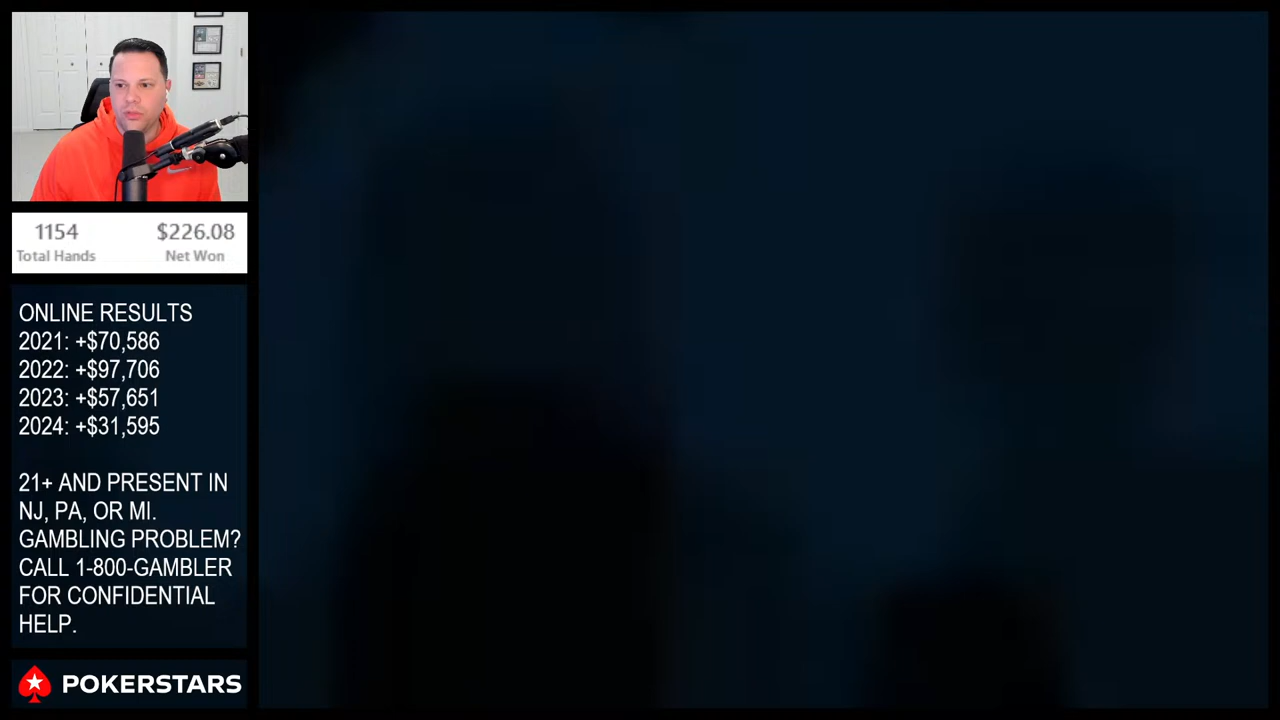 1154 $226.08
Total Hands Net Won
ONLINE RESULTS
2021: +$70,586
2022: +$97,706
2023: +$57,651
2024: +$31,595
21+ AND PRESENT IN
NJ, PA, OR MI.
GAMBLING PROBLEM?
CALL 1-800-GAMBLER
FOR CONFIDENTIAL
HELP.
POKERSTARS